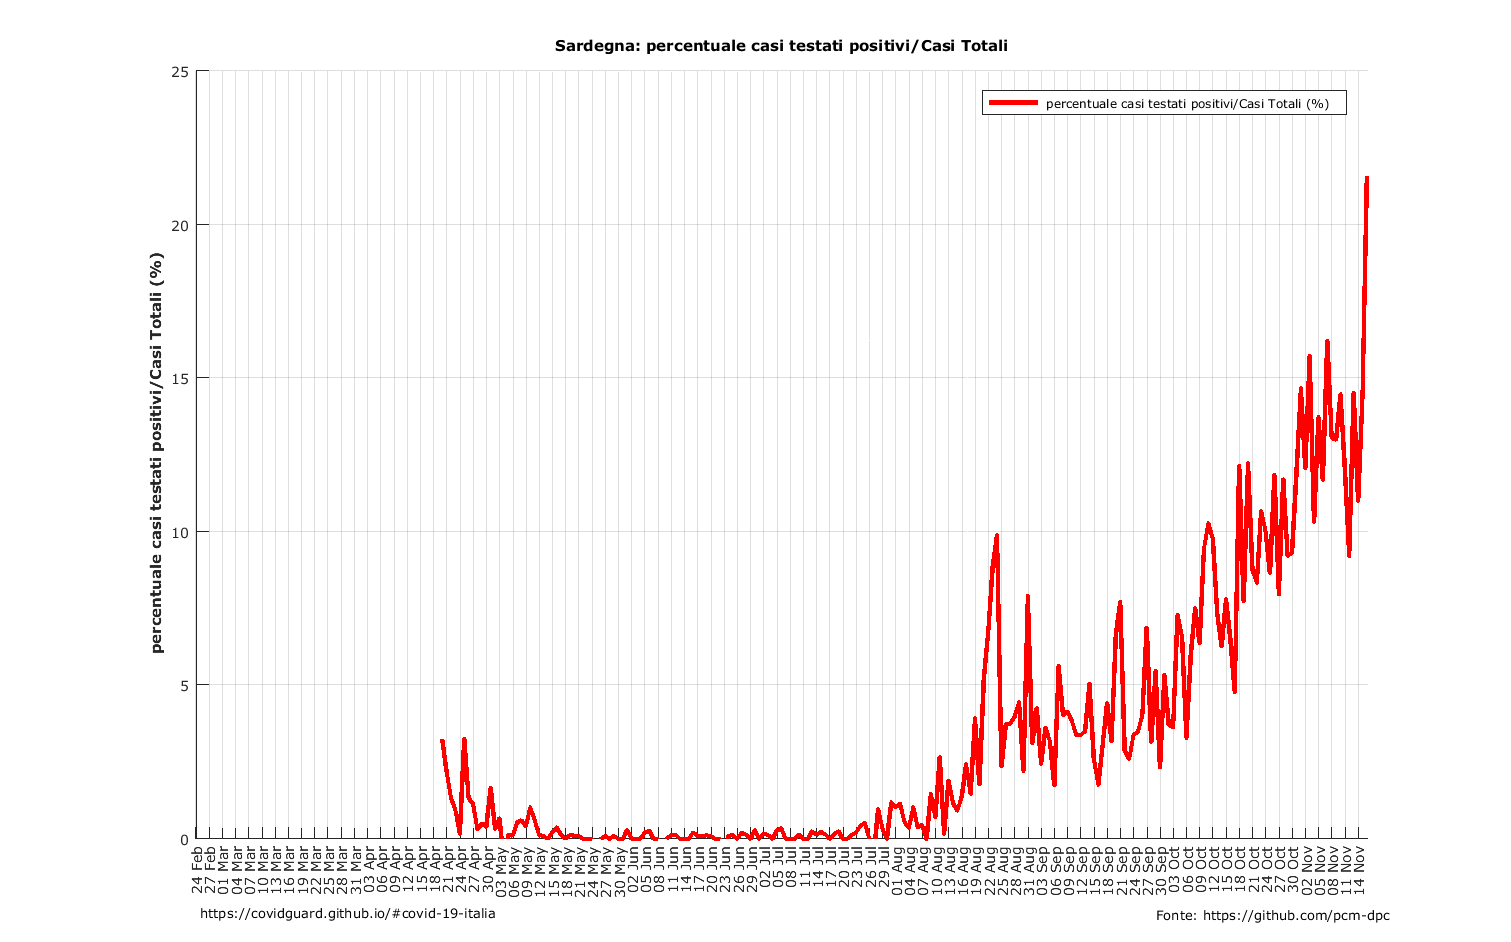 Sardegna: percentuale casi testati positivi/Casi Totali
percentuale casi testati positivi/Casi Totali (%)
percentuale casi testati positivi/Casi Totali (%)
25
20
15
10
5
0
24 Feb
27 Feb
01 Mar
04 Mar
07 Mar
10 Mar
13 Mar
16 Mar
19 Mar
22 Mar
25 Mar
28 Mar
31 Mar
03 Apr
06 Apr
09 Apr
12 Apr
15 Apr
18 Apr
21 Apr
24 Apr
27 Apr
30 Apr
03 May
06 May
09 May
12 May
15 May
18 May
21 May
24 May
27 May
30 May
02 Jun
05 Jun
08 Jun
11 Jun
14 Jun
17 Jun
20 Jun
23 Jun
26 Jun
29 Jun
02 Jul
05 Jul
08 Jul
11 Jul
14 Jul
17 Jul
20 Jul
23 Jul
26 Jul
29 Jul
01 Aug
04 Aug
07 Aug
10 Aug
13 Aug
16 Aug
19 Aug
22 Aug
25 Aug
28 Aug
31 Aug
03 Sep
06 Sep
09 Sep
12 Sep
15 Sep
18 Sep
21 Sep
24 Sep
27 Sep
30 Sep
03 Oct
06 Oct
09 Oct
12 Oct
15 Oct
18 Oct
21 Oct
24 Oct
27 Oct
30 Oct
02 Nov
05 Nov
08 Nov
11 Nov
14 Nov
https://covidguard.github.io/#covid-19-italia
Fonte: https://github.com/pcm-dpc